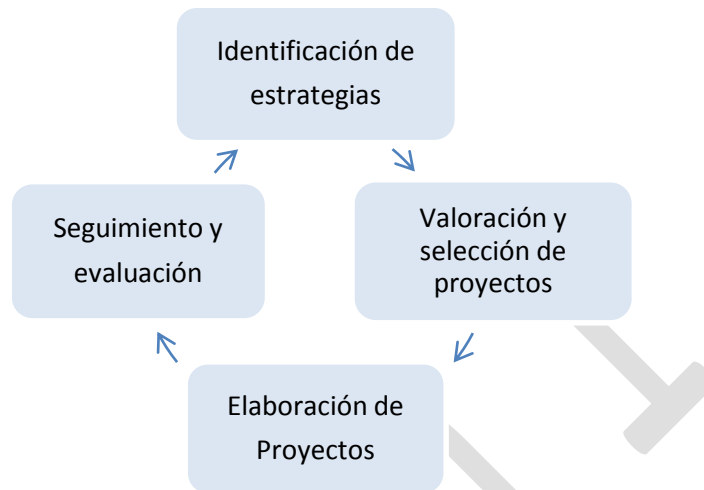 Identificación de
estrategias
Valoración y
selección de
proyectos
Elaboración de
Proyectos
Seguimiento y
evaluación